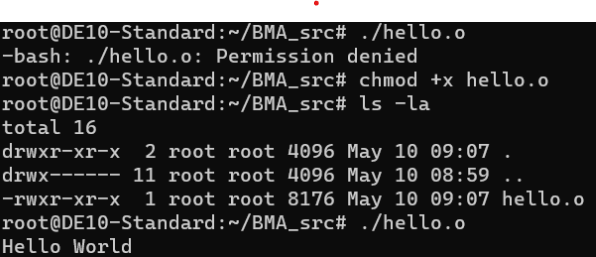 root@DE10-Standard:~/BMA_src# ./hello.o
-bash: ./hello.o: Permission denied
root@DE10-Standard:~/BMA_src# chmod +x hello.o
root@DE10-Standard:~/BMA_src# ls -la
total 16
drwxr-xr-x  2 root root 4096 May 10 09:07 .
drwx------ 11 root root 4096 May 10 08:59 ..
-rwxr-xr-x  1 root root 8176 May 10 09:07 hello.o
root@DE10-Standard:~/BMA_src# ./hello.o
Hello World